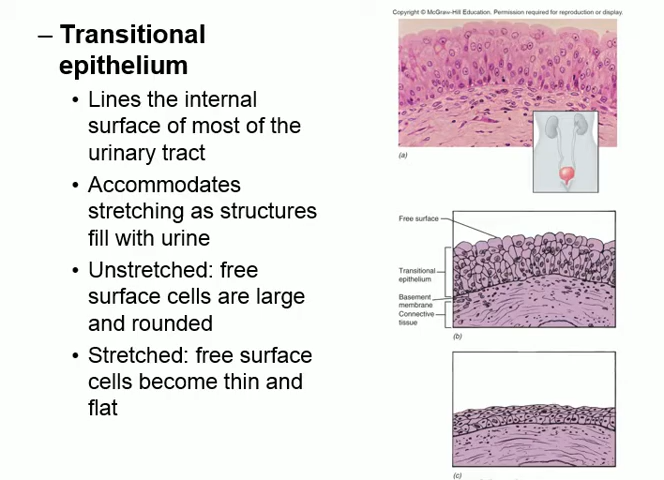 – Transitional
epithelium
• Lines the internal
surface of most of the
urinary tract
• Accommodates
stretching as structures
fill with urine
• Unstretched: free
surface cells are large
and rounded
• Stretched: free surface
cells become thin and
flat
Copyright © McGraw-Hill Education. Permission required for reproduction or display.
(a)
Free surface
Transitional
epithelium
Basement
membrane
Connective
tissue
(b)
(c)